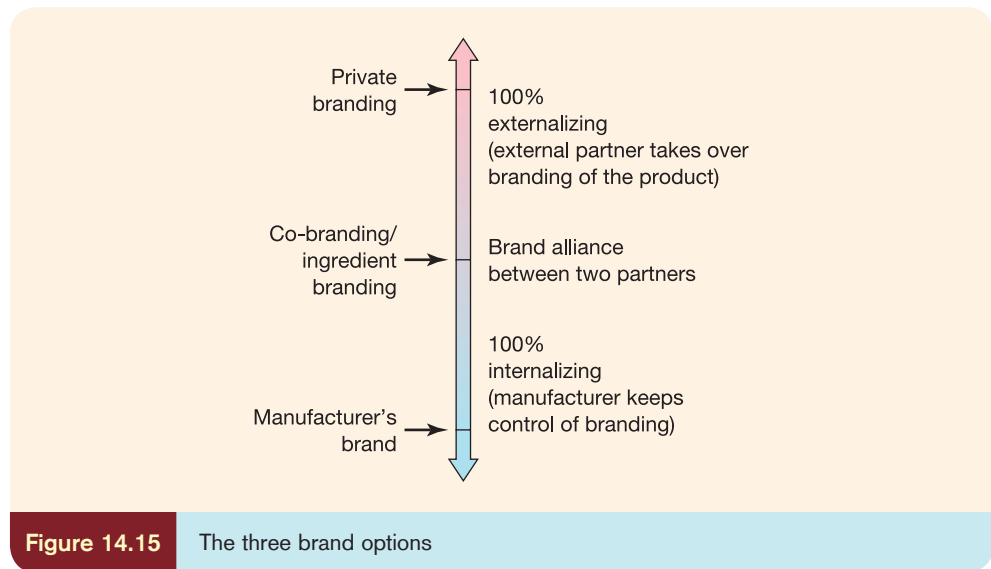 Private
branding
100%
externalizing
(external partner takes over
branding of the product)
Co-branding/
ingredient
branding
Brand alliance
between two partners
100%
internalizing
(manufacturer keeps
control of branding)
Manufacturer’s
brand
Figure 14.15
The three brand options